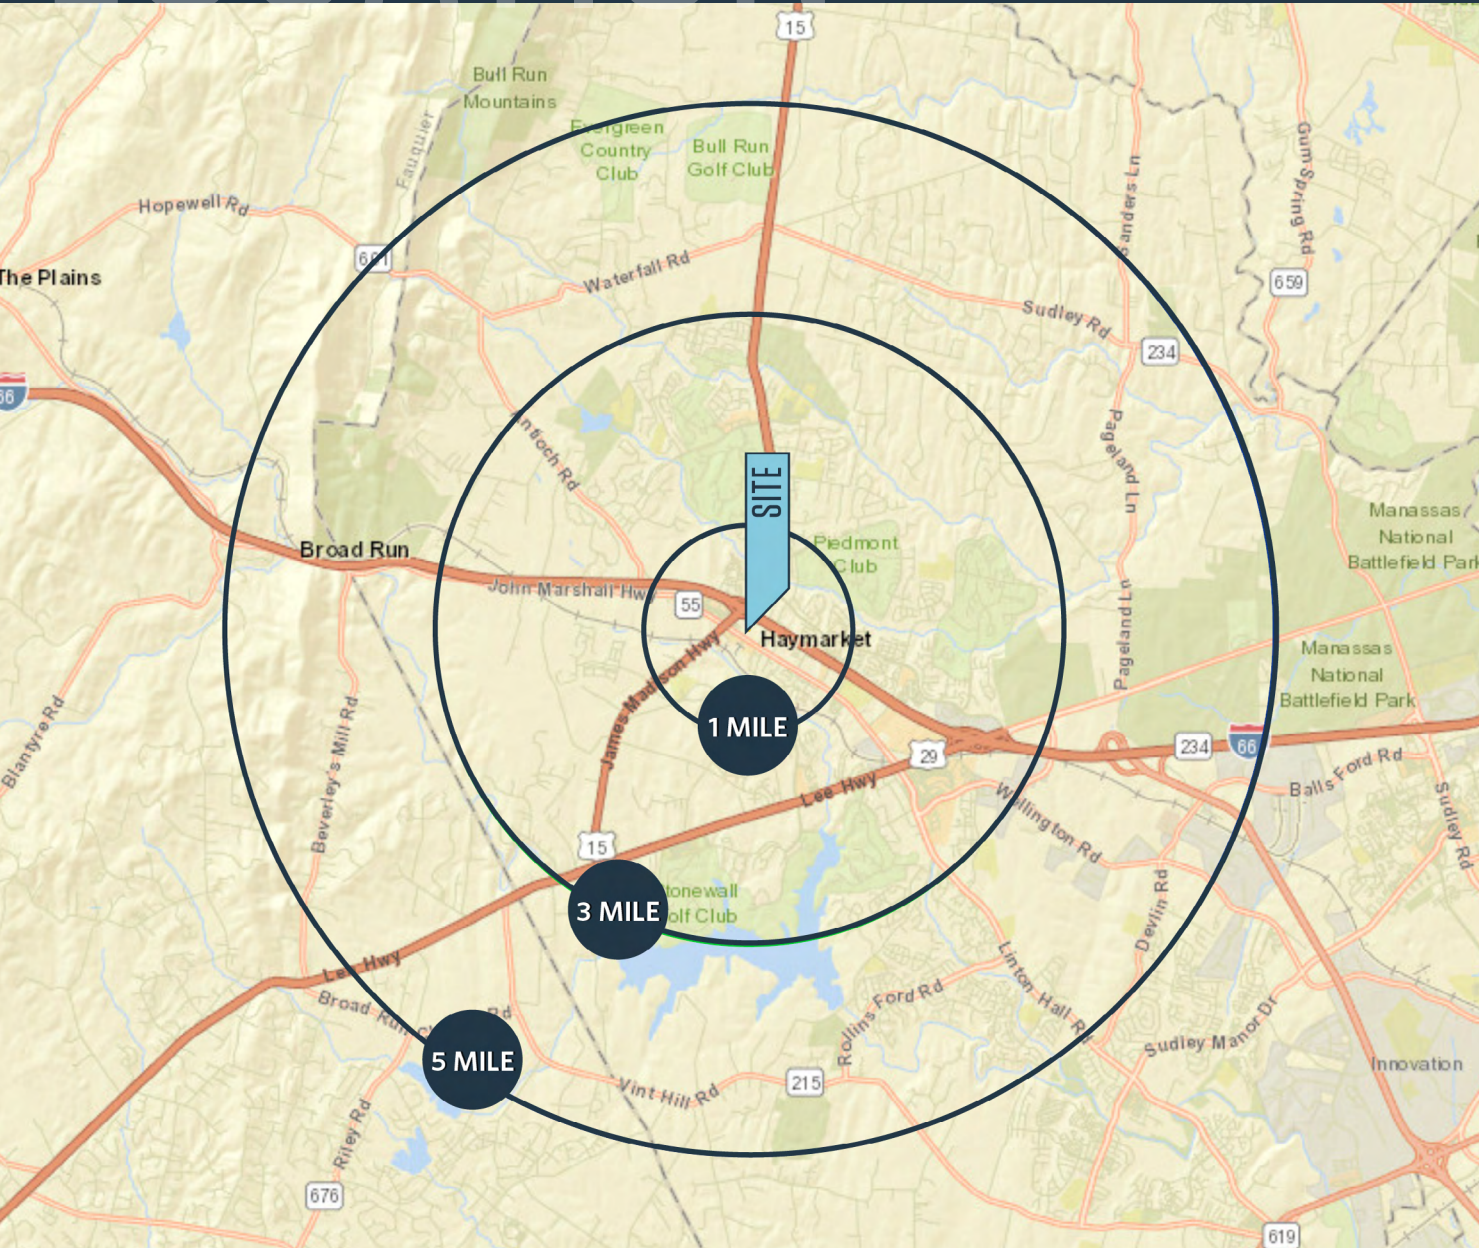 15
Bull Run
Mountains
Evergreen
Country
Club
Bull Run
Golf Club
Fauquier
Gum Spring Rd
Sanders Ln
Hopewell Rd
The Plains
Waterfall Rd
659
Sudley Rd
234
66
Antioch Rd
Pageland Ln
SITE
Manassas
National
Battlefield Park
Broad Run
Piedmont
Club
John Marshall Hwy
55
Haymarket
Pageland Ln
Manassas
National
Battlefield Park
James Madison Hwy
Blantyre Rd
Beverley's Mill Rd
1 MILE
29
234
66
Balls Ford Rd
Lee Hwy
Wellington Rd
Sudley Rd
15
3 MILE
tonewall
olf Club
Devlin Rd
Lee Hwy
Linton Hall Rd
Rollins Ford Rd
Broad Run C
Rd
Sudley Manor Dr
5 MILE
Innovation
Vint Hill Rd
215
Riley Rd
676
619